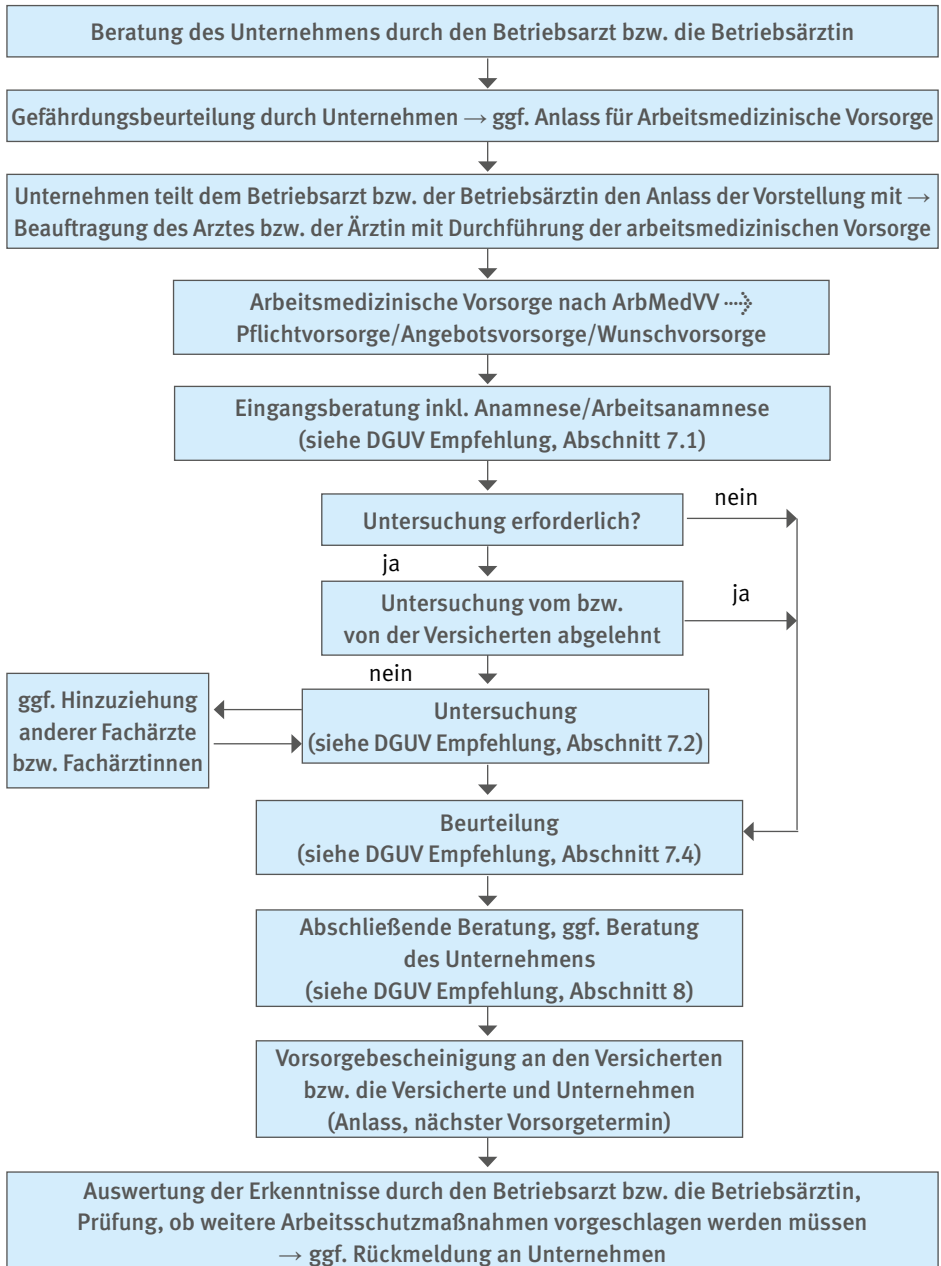 Beratung des Unternehmens durch den Betriebsarzt bzw. die Betriebsärztin
Gefährdungsbeurteilung durch Unternehmen → ggf. Anlass für Arbeitsmedizinische Vorsorge
Unternehmen teilt dem Betriebsarzt bzw. der Betriebsärztin den Anlass der Vorstellung mit →
Beauftragung des Arztes bzw. der Ärztin mit Durchführung der arbeitsmedizinischen Vorsorge
Arbeitsmedizinische Vorsorge nach ArbMedVV ⤑
Pflichtvorsorge/Angebotsvorsorge/Wunschvorsorge
Eingangsberatung inkl. Anamnese/Arbeitsanamnese
(siehe DGUV Empfehlung, Abschnitt 7.1)
Untersuchung erforderlich?
nein
ja
Untersuchung vom bzw.
von der Versicherten abgelehnt
ja
nein
ggf. Hinzuziehung
anderer Fachärzte
bzw. Fachärztinnen
Untersuchung
(siehe DGUV Empfehlung, Abschnitt 7.2)
Beurteilung
(siehe DGUV Empfehlung, Abschnitt 7.4)
Abschließende Beratung, ggf. Beratung
des Unternehmens
(siehe DGUV Empfehlung, Abschnitt 8)
Vorsorgebescheinigung an den Versicherten
bzw. die Versicherte und Unternehmen
(Anlass, nächster Vorsorgetermin)
Auswertung der Erkenntnisse durch den Betriebsarzt bzw. die Betriebsärztin,
Prüfung, ob weitere Arbeitsschutzmaßnahmen vorgeschlagen werden müssen
→ ggf. Rückmeldung an Unternehmen